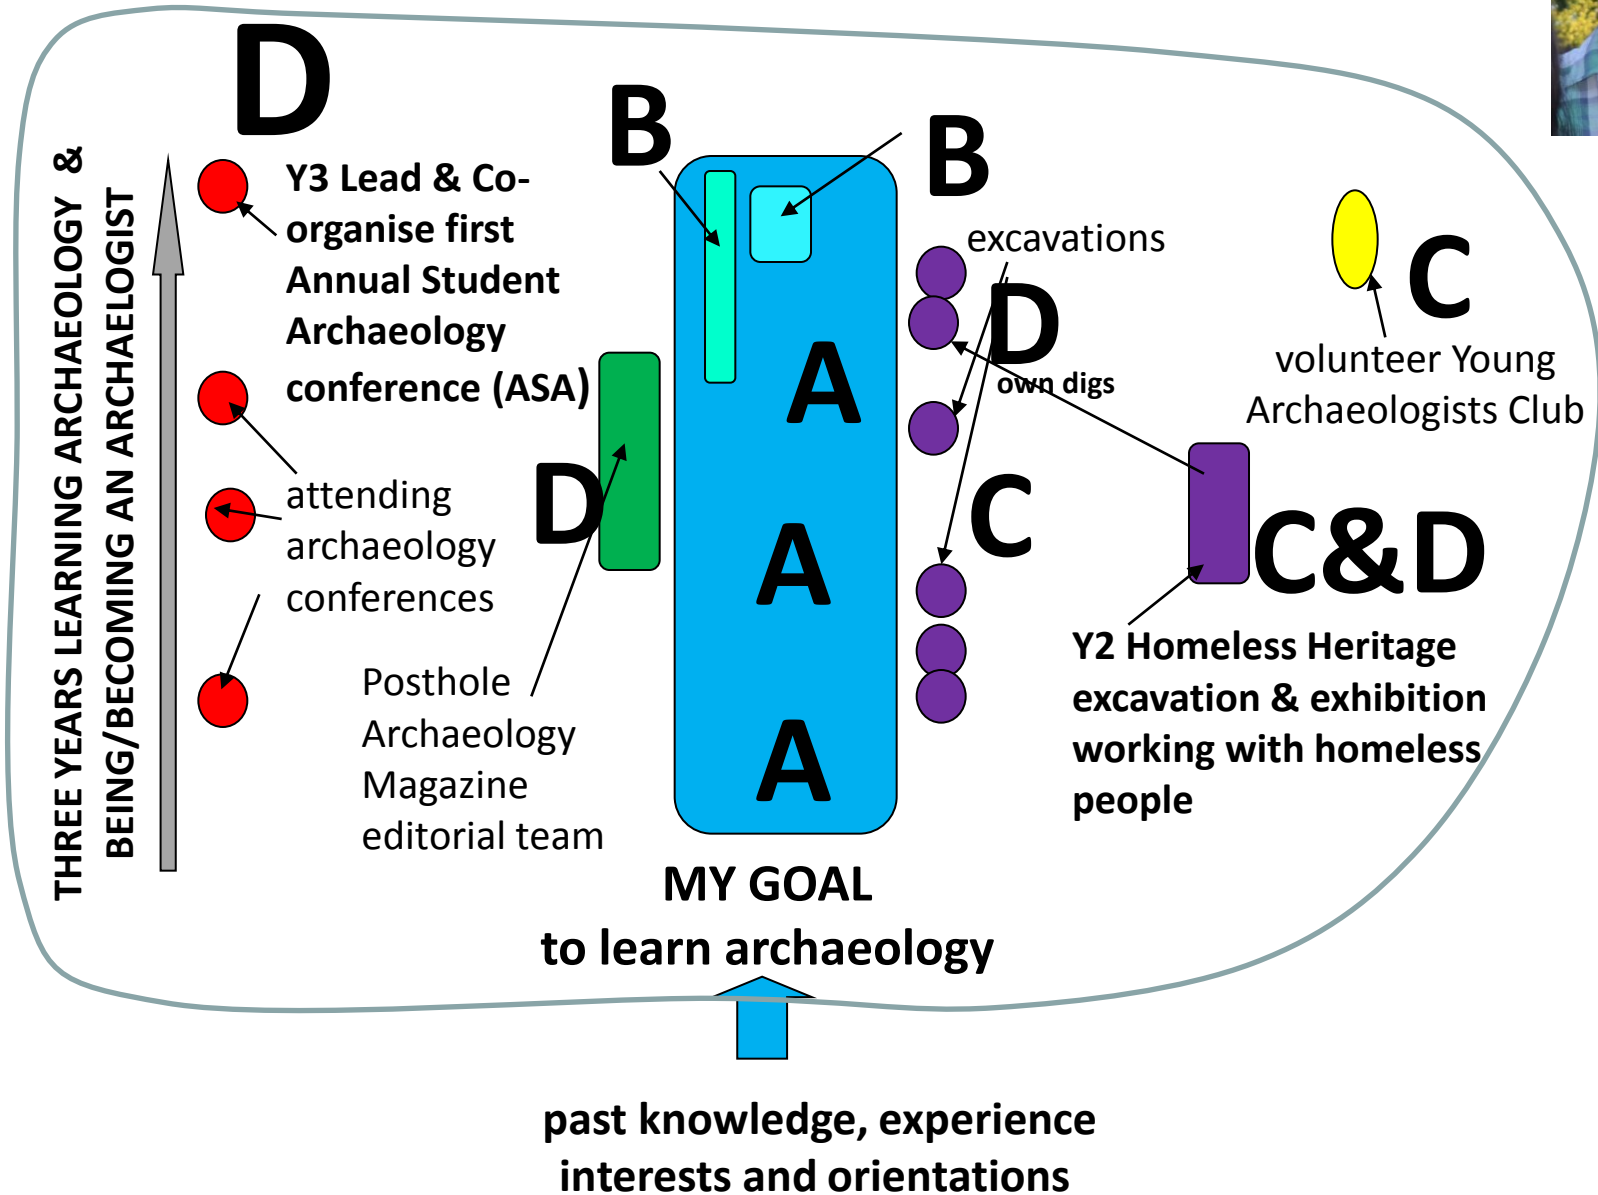 THREE YEARS LEARNING ARCHAEOLOGY &
BEING/BECOMING AN ARCHAELOGIST
D
Y3 Lead & Co-
organise first
Annual Student
Archaeology
conference (ASA)
attending
archaeology
conferences
D
Posthole
Archaeology
Magazine
editorial team
B
B
A
A
A
excavations
D
own digs
C
C
volunteer Young
Archaeologists Club
C&D
Y2 Homeless Heritage
excavation & exhibition
working with homeless
people
MY GOAL
to learn archaeology
past knowledge, experience
interests and orientations